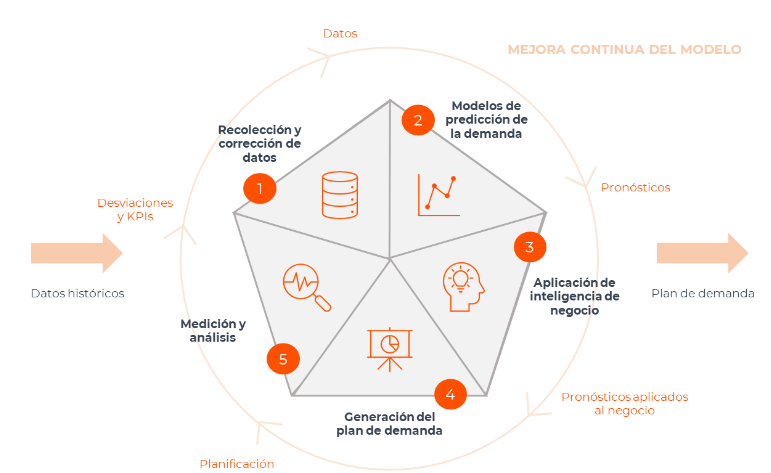 Datos
MEJORA CONTINUA DEL MODELO
2
Modelos de
predicción de
la demanda
Recolección y
corrección de
datos
1
Pronósticos
Desviaciones
y KPIs
3
Datos históricos
Aplicación de
inteligencia de
negocio
Plan de demanda
Medición y
análisis
5
4
Pronósticos aplicados
al negocio
Generación del
plan de demanda
Planificación